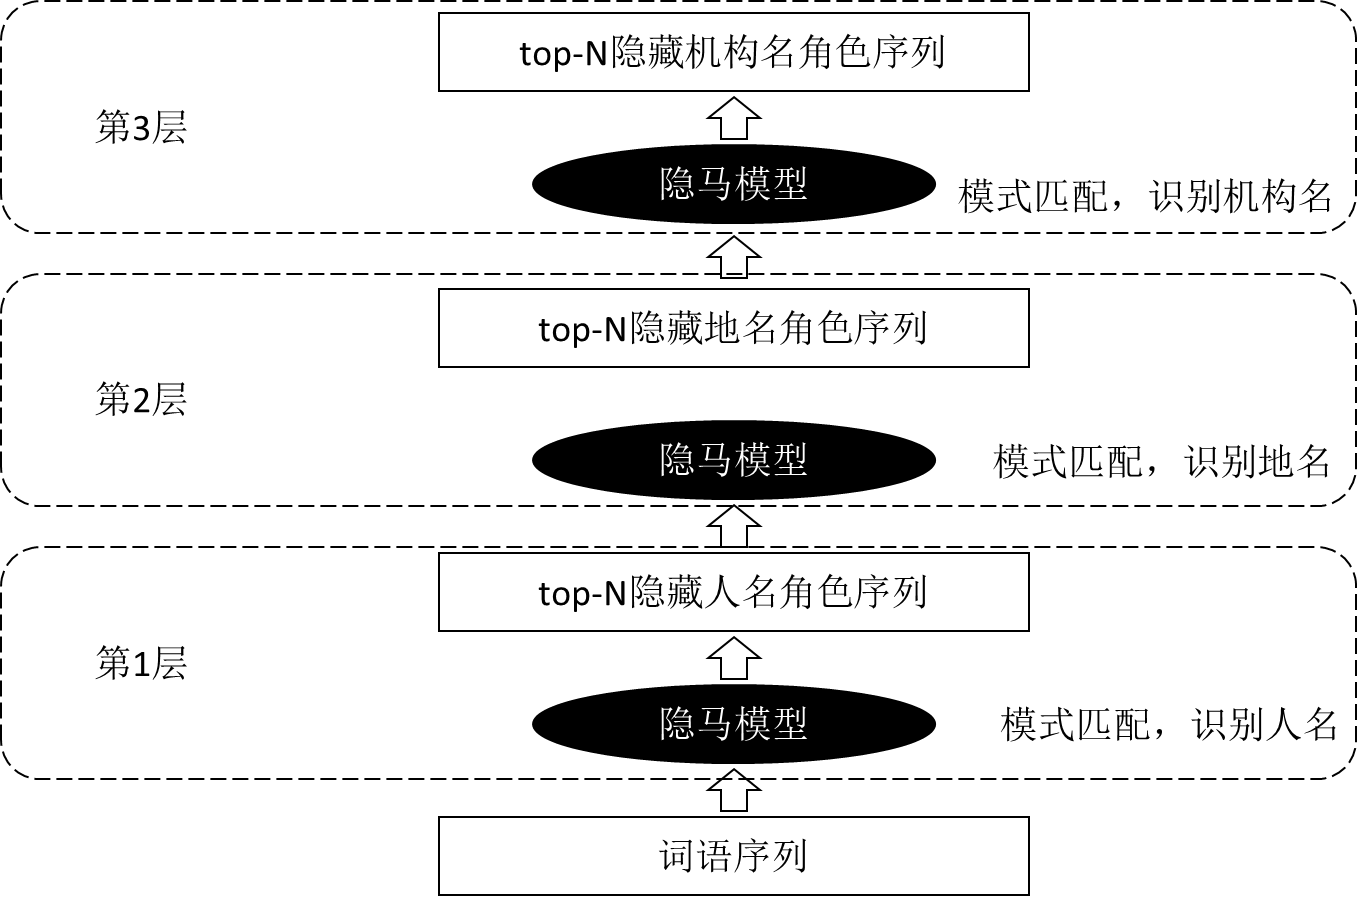 top-N隐藏机构名角色序列
第3层
隐马模型
模式匹配，识别机构名
top-N隐藏地名角色序列
第2层
隐马模型
模式匹配，识别地名
top-N隐藏人名角色序列
第1层
隐马模型
模式匹配，识别人名
词语序列